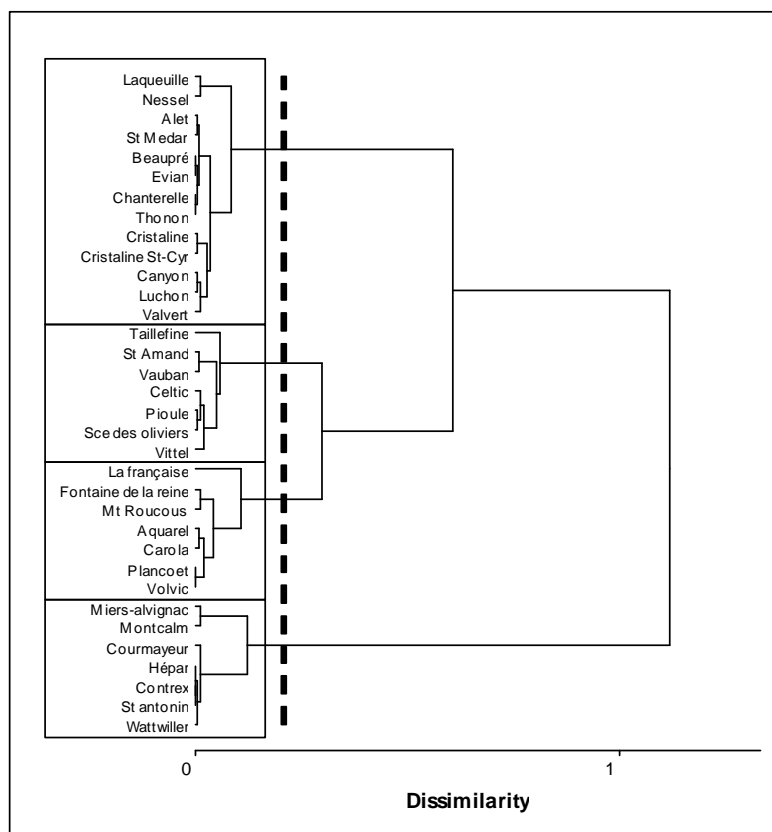 Laqueuille
Nessel
Alet
St Medar
Beaupré
Evian
Chanterelle
Thonon
Cristaline
Cristaline St-Cyr
Canyon
Luchon
Valvert
Taillefine
St Amand
Vauban
Celtic
Pioule
Sce des oliviers
Vittel
La française
Fontaine de la reine
Mt Roucous
Aquarel
Carola
Plancoet
Volvic
Miers-alvignac
Montcalm
Courmayeur
Hépar
Contrex
St antonin
Wattwiller
0 1
Dissimilarity